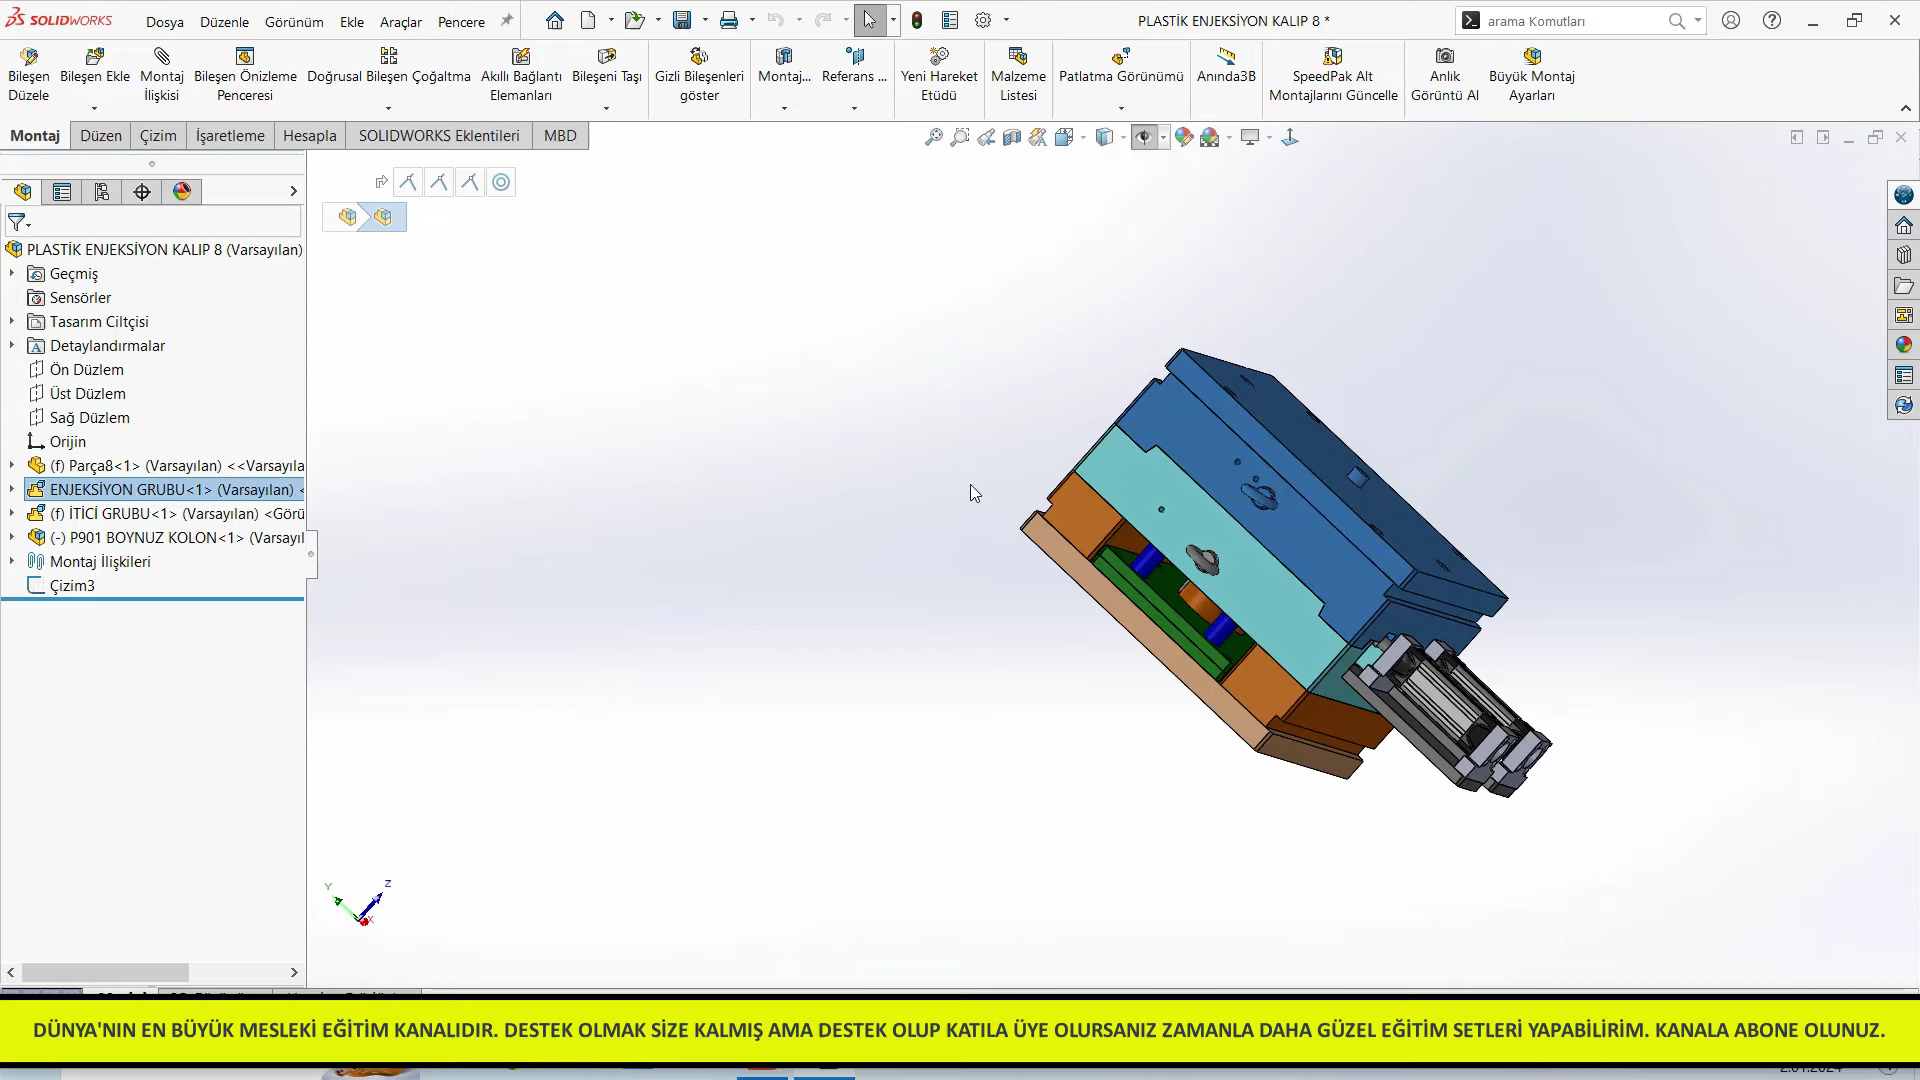 SOLIDWORKS
Dosya Düzenle Görünüm Ekle Araçlar Pencere
PLASTİK ENJEKSİYON KALIP 8 *
arama Komutları
Bileşen Düzele
Bileşen Ekle
Montaj İlişkisi
Bileşen Önizleme Penceresi
Doğrusal Bileşen Çoğaltma
Akıllı Bağlantı Elemanları
Bileşeni Taşı
Gizli Bileşenleri göster
Montaj...
Referans ...
Yeni Hareket Etüdü
Malzeme Listesi
Patlatma Görünümü
Anında3B
SpeedPak Alt Montajlarını Güncelle
Anlık Görüntü Al
Büyük Montaj Ayarları
Montaj Düzen Çizim İşaretleme Hesapla SOLIDWORKS Eklentileri MBD
PLASTİK ENJEKSİYON KALIP 8 (Varsayılan)
Geçmiş
Sensörler
Tasarım Ciltçisi
Detaylandırmalar
Ön Düzlem
Üst Düzlem
Sağ Düzlem
Orijin
(f) Parça8<1> (Varsayılan) <<Varsayıla
ENJEKSİYON GRUBU<1> (Varsayılan) <
(f) İTİCİ GRUBU<1> (Varsayılan) <Görü
(-) P901 BOYNUZ KOLON<1> (Varsayıl
Montaj İlişkileri
Çizim3
Y
Z
X
DÜNYA'NIN EN BÜYÜK MESLEKİ EĞİTİM KANALIDIR. DESTEK OLMAK SİZE KALMIŞ AMA DESTEK OLUP KATILA ÜYE OLURSANIZ ZAMANLA DAHA GÜZEL EĞİTİM SETLERİ YAPABİLİRİM. KANALA ABONE OLUNUZ.